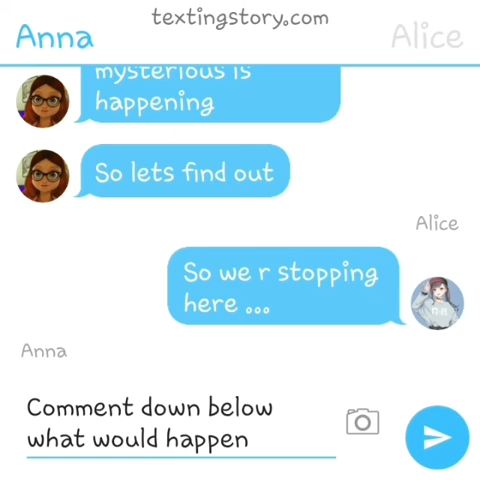 textingstory.com
Anna
Alice
mysterious is
happening
So lets find out
Alice
So we r stopping
here ...
Anna
Comment down below
what would happen